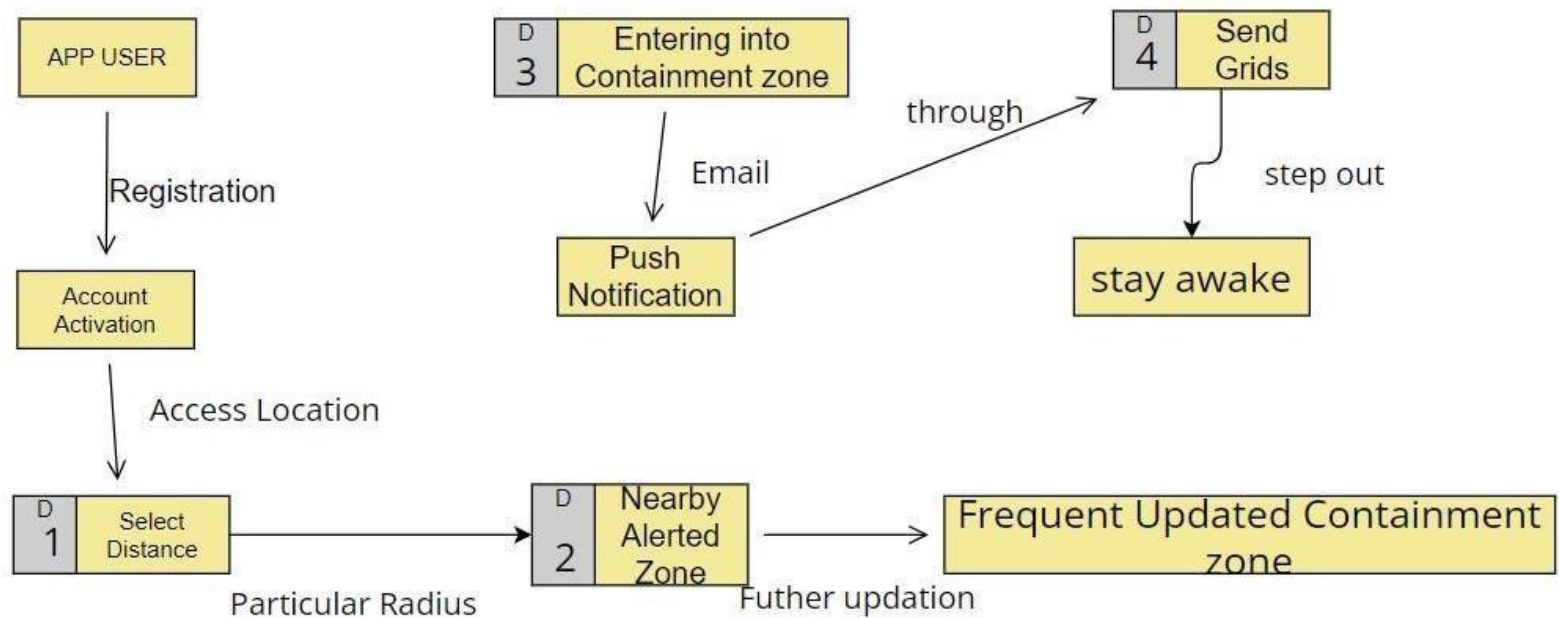 APP USER
Registration
Account
Activation
Access Location
D
1
Select
Distance
Particular Radius
D
2
Nearby
Alerted
Zone
Futher updation
Frequent Updated Containment
zone
D
3
Entering into
Containment zone
Email
Push
Notification
through
D
4
Send
Grids
step out
stay awake